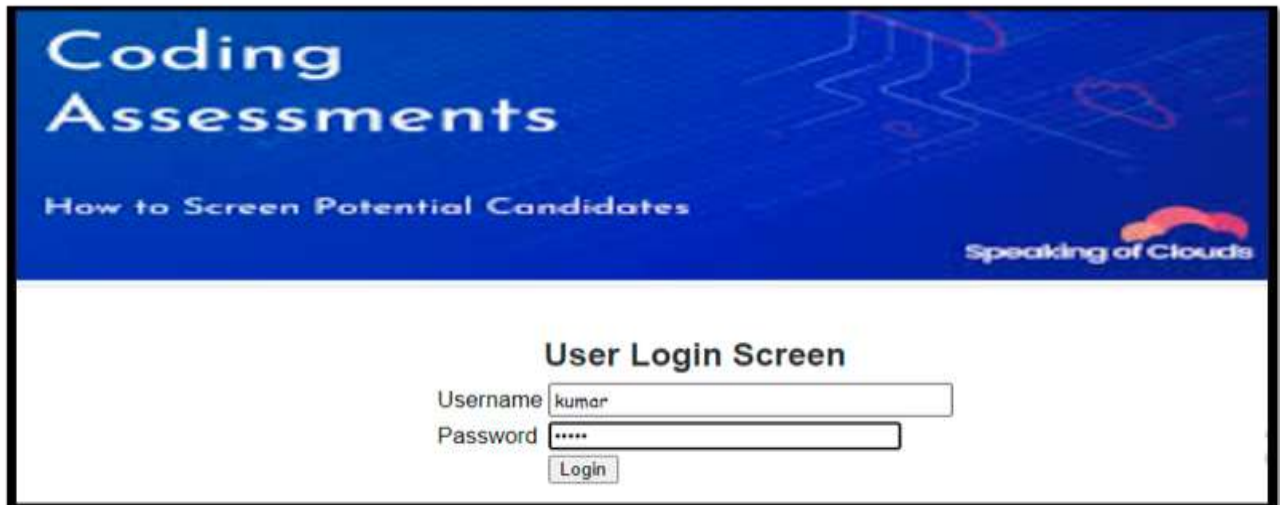 Coding
Assessments
How to Screen Potential Candidates
Speaking of Clouds
User Login Screen
Username kumar
Password •••••
Login